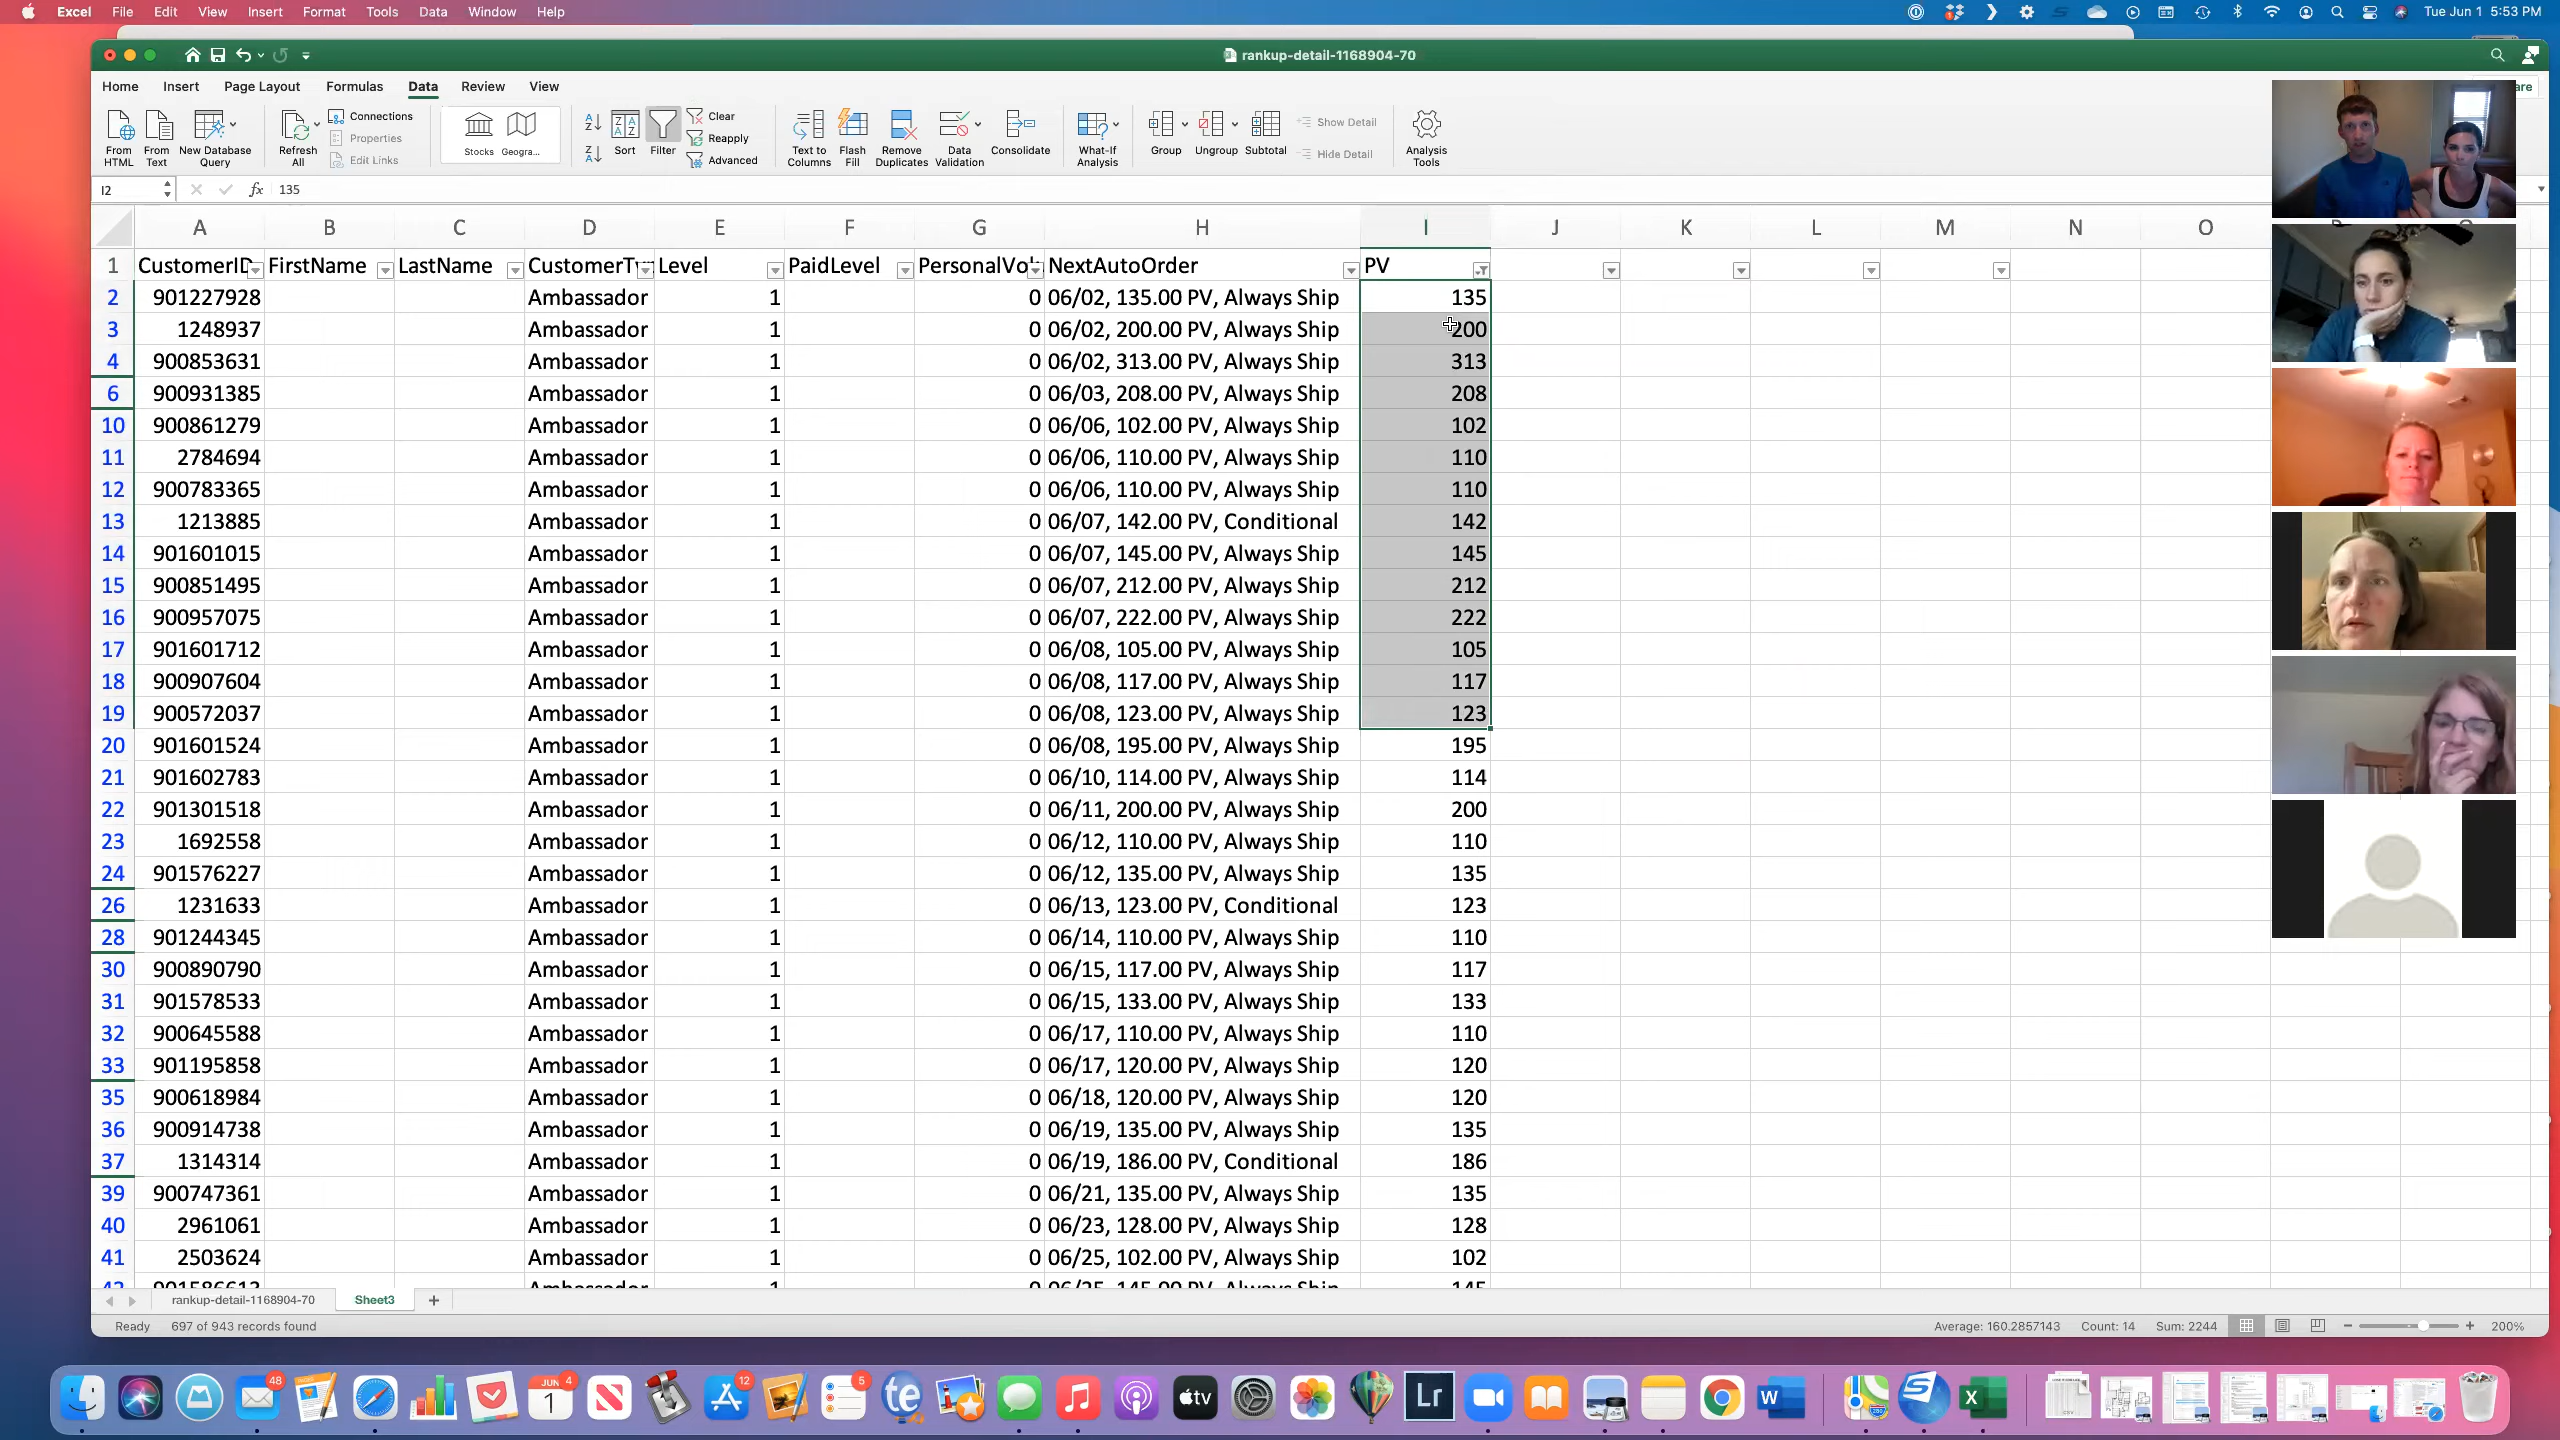 Excel File Edit View Insert Format Tools Data Window Help Tue Jun 1 5:53 PM
rankup-detail-1168904-70
Home Insert Page Layout Formulas Data Review View
From HTML From Text New Database Query Refresh All Connections Properties Edit Links Stocks Geogra... Sort Filter Clear Reapply Advanced Text to Columns Flash Fill Remove Duplicates Data Validation Consolidate What-If Analysis Group Ungroup Subtotal Show Detail Hide Detail Analysis Tools
I2 fx 135
A B C D E F G H I J K L M N O
1 CustomerID FirstName LastName CustomerTy Level PaidLevel PersonalVolu NextAutoOrder PV
2 901227928 Ambassador 1 0 06/02, 135.00 PV, Always Ship 135
3 1248937 Ambassador 1 0 06/02, 200.00 PV, Always Ship 200
4 900853631 Ambassador 1 0 06/02, 313.00 PV, Always Ship 313
6 900931385 Ambassador 1 0 06/03, 208.00 PV, Always Ship 208
10 900861279 Ambassador 1 0 06/06, 102.00 PV, Always Ship 102
11 2784694 Ambassador 1 0 06/06, 110.00 PV, Always Ship 110
12 900783365 Ambassador 1 0 06/06, 110.00 PV, Always Ship 110
13 1213885 Ambassador 1 0 06/07, 142.00 PV, Conditional 142
14 901601015 Ambassador 1 0 06/07, 145.00 PV, Always Ship 145
15 900851495 Ambassador 1 0 06/07, 212.00 PV, Always Ship 212
16 900957075 Ambassador 1 0 06/07, 222.00 PV, Always Ship 222
17 901601712 Ambassador 1 0 06/08, 105.00 PV, Always Ship 105
18 900907604 Ambassador 1 0 06/08, 117.00 PV, Always Ship 117
19 900572037 Ambassador 1 0 06/08, 123.00 PV, Always Ship 123
20 901601524 Ambassador 1 0 06/08, 195.00 PV, Always Ship 195
21 901602783 Ambassador 1 0 06/10, 114.00 PV, Always Ship 114
22 901301518 Ambassador 1 0 06/11, 200.00 PV, Always Ship 200
23 1692558 Ambassador 1 0 06/12, 110.00 PV, Always Ship 110
24 901576227 Ambassador 1 0 06/12, 135.00 PV, Always Ship 135
26 1231633 Ambassador 1 0 06/13, 123.00 PV, Conditional 123
28 901244345 Ambassador 1 0 06/14, 110.00 PV, Always Ship 110
30 900890790 Ambassador 1 0 06/15, 117.00 PV, Always Ship 117
31 901578533 Ambassador 1 0 06/15, 133.00 PV, Always Ship 133
32 900645588 Ambassador 1 0 06/17, 110.00 PV, Always Ship 110
33 901195858 Ambassador 1 0 06/17, 120.00 PV, Always Ship 120
35 900618984 Ambassador 1 0 06/18, 120.00 PV, Always Ship 120
36 900914738 Ambassador 1 0 06/19, 135.00 PV, Always Ship 135
37 1314314 Ambassador 1 0 06/19, 186.00 PV, Conditional 186
39 900747361 Ambassador 1 0 06/21, 135.00 PV, Always Ship 135
40 2961061 Ambassador 1 0 06/23, 128.00 PV, Always Ship 128
41 2503624 Ambassador 1 0 06/25, 102.00 PV, Always Ship 102
rankup-detail-1168904-70 Sheet3 +
Ready 697 of 943 records found Average: 160.2857143 Count: 14 Sum: 2244 200%
48 JUN 4 1 12 5 te tv Lr W S X